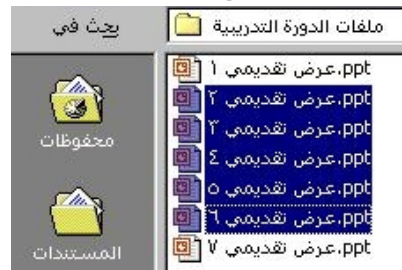 بحث في
ملفات الدورة التدريبية
عرض تقديمي ١.ppt
عرض تقديمي ٢.ppt
عرض تقديمي ٣.ppt
عرض تقديمي ٤.ppt
عرض تقديمي ٥.ppt
عرض تقديمي ٦.ppt
عرض تقديمي ٧.ppt
محفوظات
المستندات